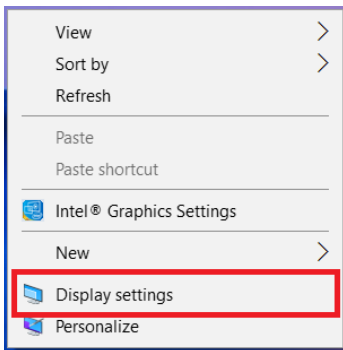 View
Sort by
Refresh
Paste
Paste shortcut
Intel® Graphics Settings
New
Display settings
Personalize